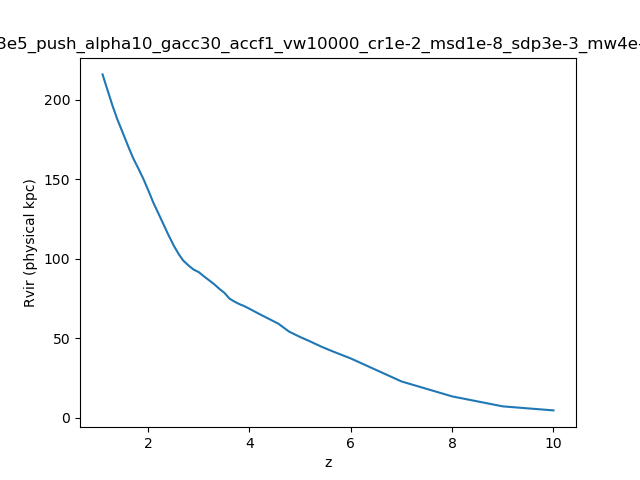 3e5_push_alpha10_gacc30_accf1_vw10000_cr1e-2_msd1e-8_sdp3e-3_mw4e-
200
150
100
50
0
Rvir (physical kpc)
2 4 6 8 10
z